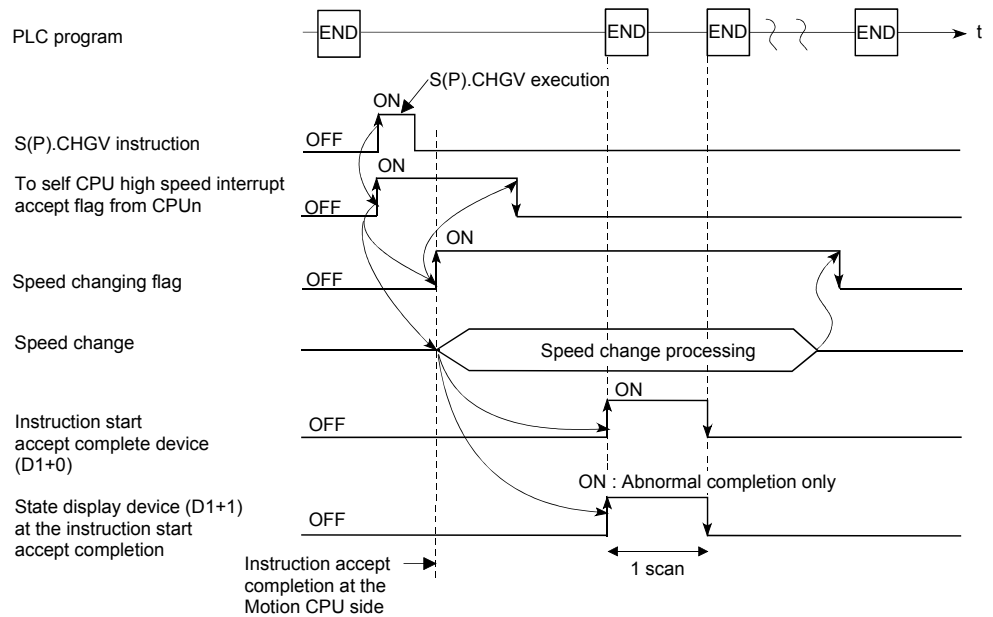 PLC program
END
END
END
END
t
S(P).CHGV execution
ON
S(P).CHGV instruction
OFF
ON
To self CPU high speed interrupt
accept flag from CPUn
OFF
ON
Speed changing flag
OFF
Speed change
Speed change processing
ON
Instruction start
accept complete device
(D1+0)
OFF
ON : Abnormal completion only
State display device (D1+1)
at the instruction start
accept completion
OFF
Instruction accept
completion at the
Motion CPU side
1 scan